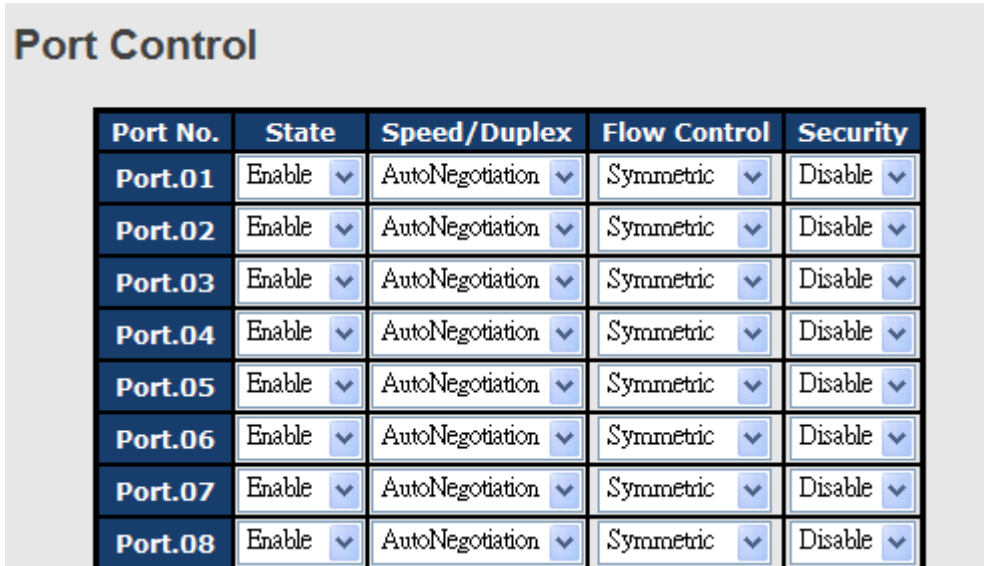 Port Control
Port No. State Speed/Duplex Flow Control Security
Port.01 Enable AutoNegotiation Symmetric Disable
Port.02 Enable AutoNegotiation Symmetric Disable
Port.03 Enable AutoNegotiation Symmetric Disable
Port.04 Enable AutoNegotiation Symmetric Disable
Port.05 Enable AutoNegotiation Symmetric Disable
Port.06 Enable AutoNegotiation Symmetric Disable
Port.07 Enable AutoNegotiation Symmetric Disable
Port.08 Enable AutoNegotiation Symmetric Disable